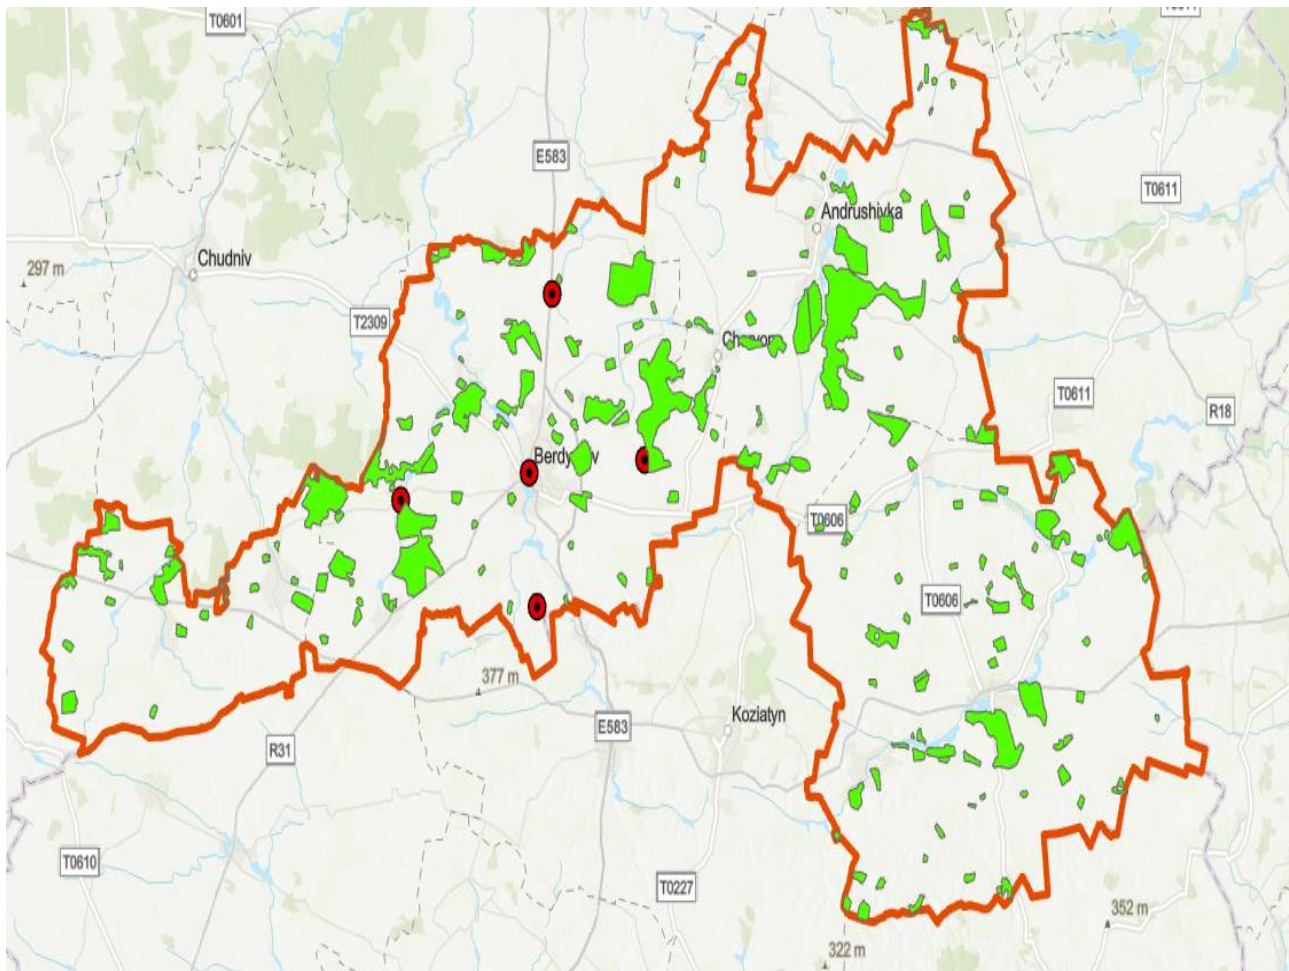 T0601
E583
T0611
Andrushivka
Chudniv
297 m
T2309
T0611
R18
T0606
T0606
377 m
Koziatyn
E583
R31
T0610
T0227
352 m
322 m